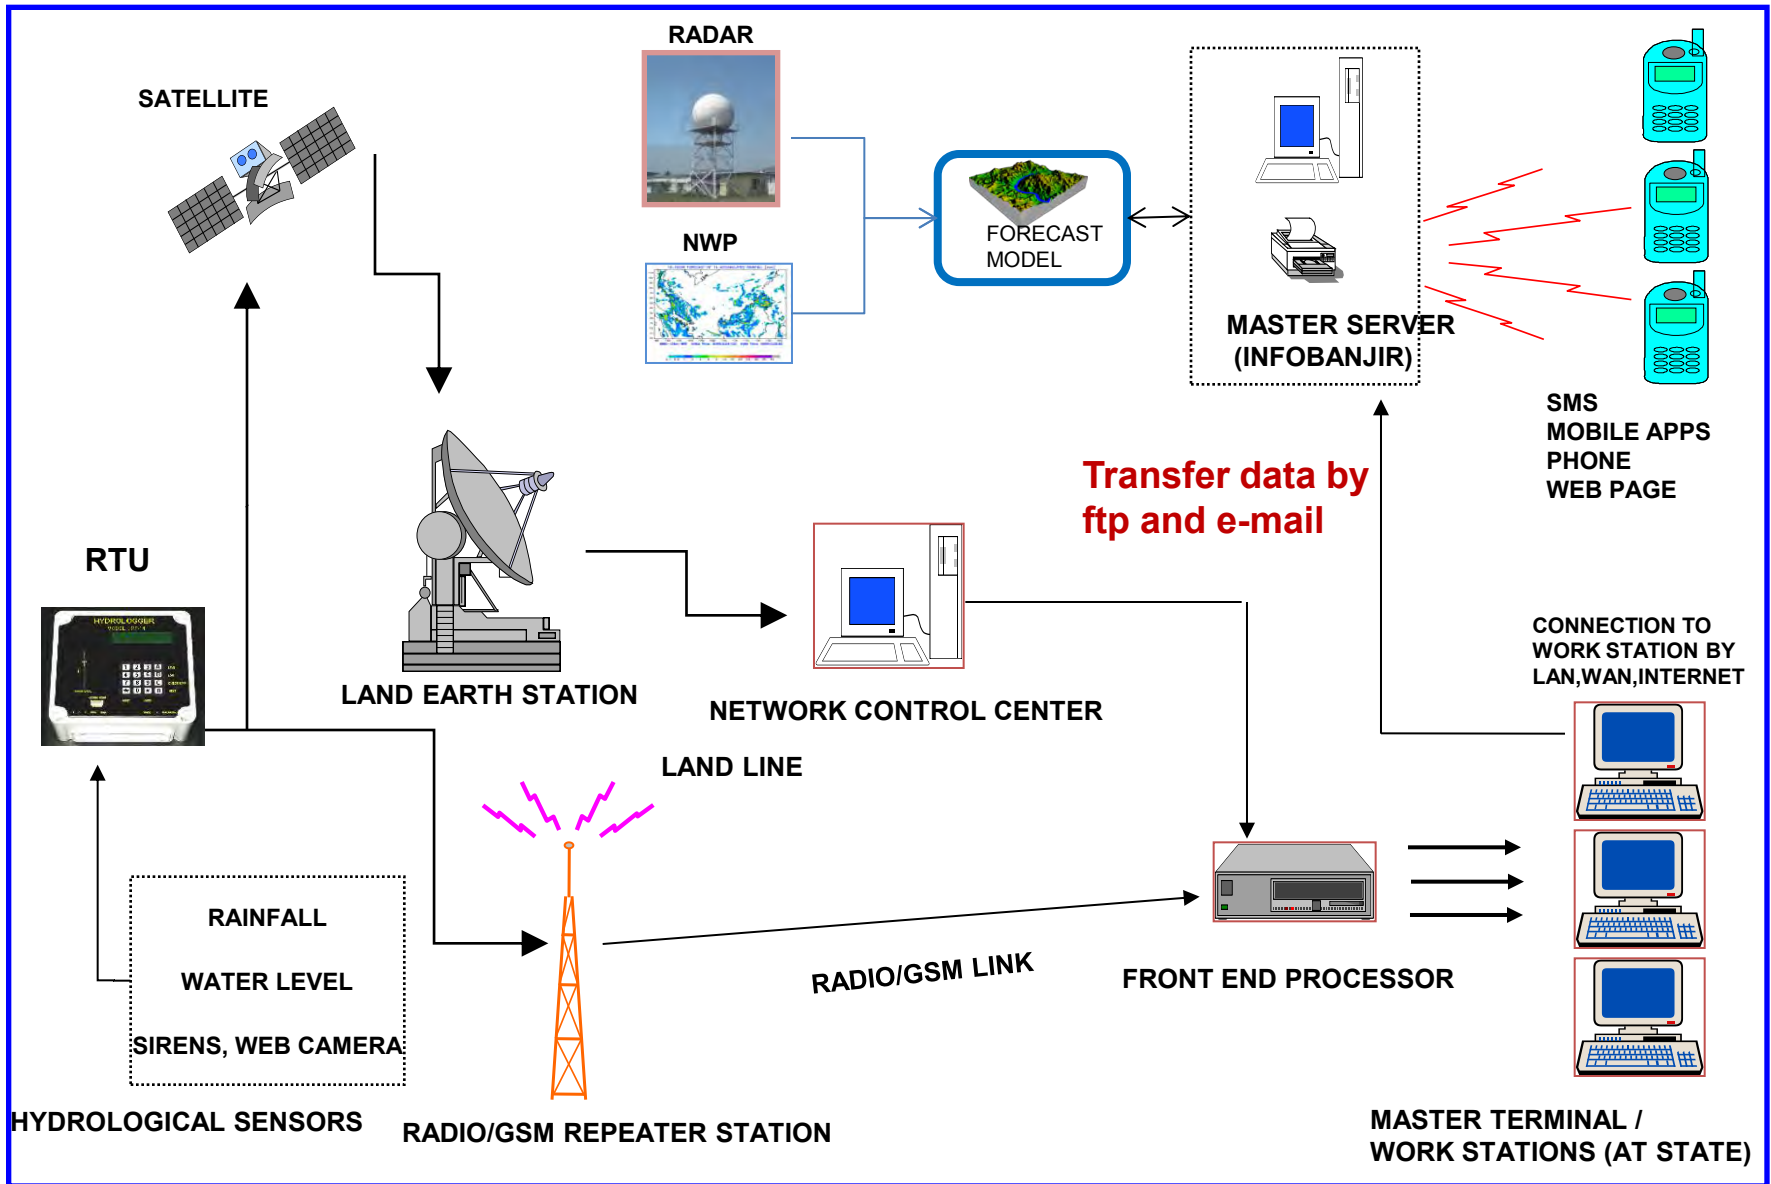 RADAR
SATELLITE
NWP
FORECAST
MODEL
MASTER SERVER
(INFOBANJIR)
SMS
MOBILE APPS
PHONE
WEB PAGE
Transfer data by
ftp and e-mail
RTU
HYDROLOGGER
LAND EARTH STATION
NETWORK CONTROL CENTER
CONNECTION TO
WORK STATION BY
LAN,WAN,INTERNET
LAND LINE
RAINFALL
WATER LEVEL
SIRENS, WEB CAMERA
HYDROLOGICAL SENSORS
RADIO/GSM REPEATER STATION
RADIO/GSM LINK
FRONT END PROCESSOR
MASTER TERMINAL /
WORK STATIONS (AT STATE)